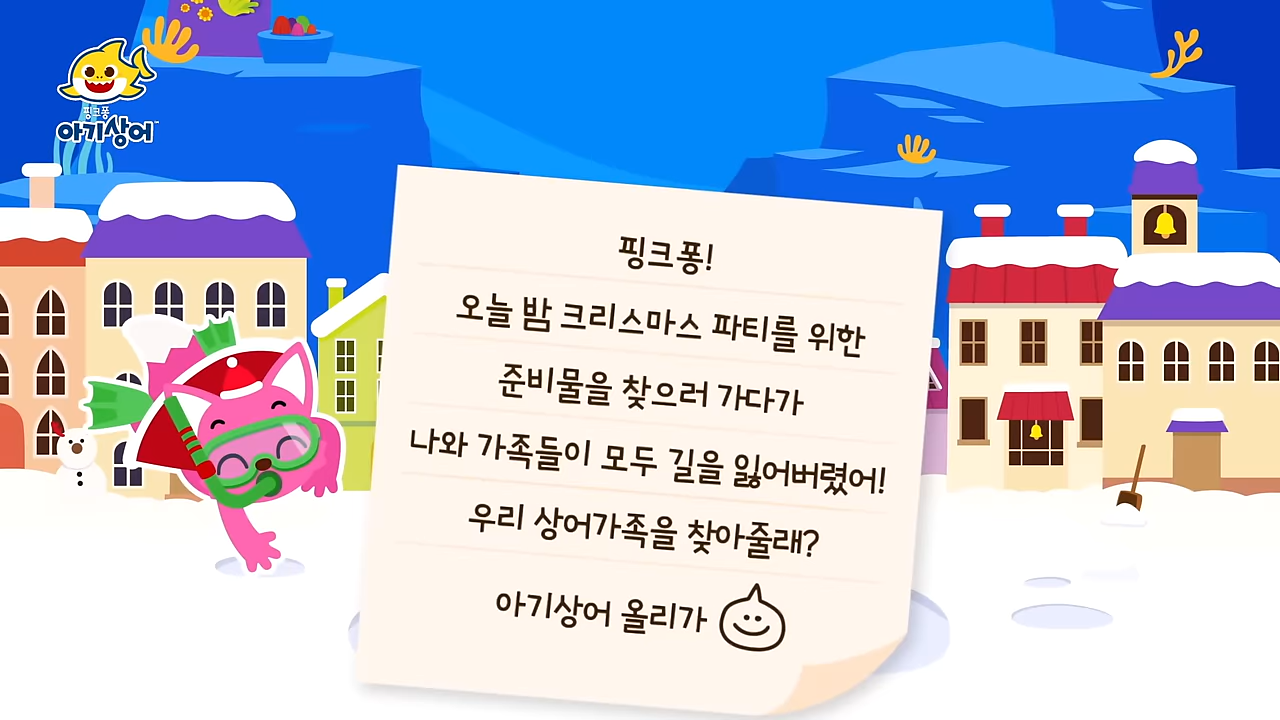 핑크퐁
아기상어™
핑크퐁!
오늘 밤 크리스마스 파티를 위한
준비물을 찾으러 가다가
나와 가족들이 모두 길을 잃어버렸어!
우리 상어가족을 찾아줄래?
아기상어 올리가